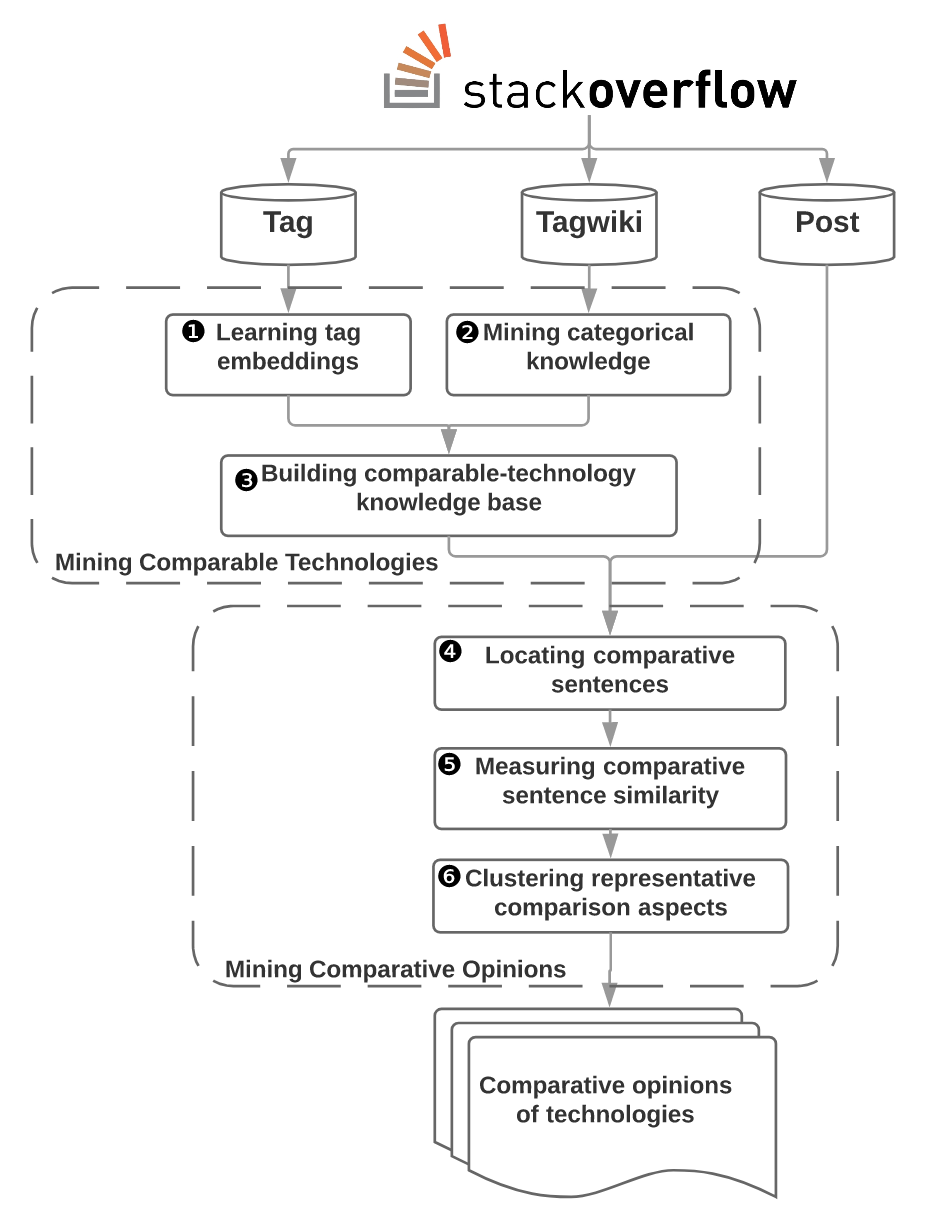 stackoverflow
Tag
Tagwiki
Post
❶ Learning tag
embeddings
❷ Mining categorical
knowledge
❸ Building comparable-technology
knowledge base
Mining Comparable Technologies
❹ Locating comparative
sentences
❺ Measuring comparative
sentence similarity
❻ Clustering representative
comparison aspects
Mining Comparative Opinions
Comparative opinions
of technologies